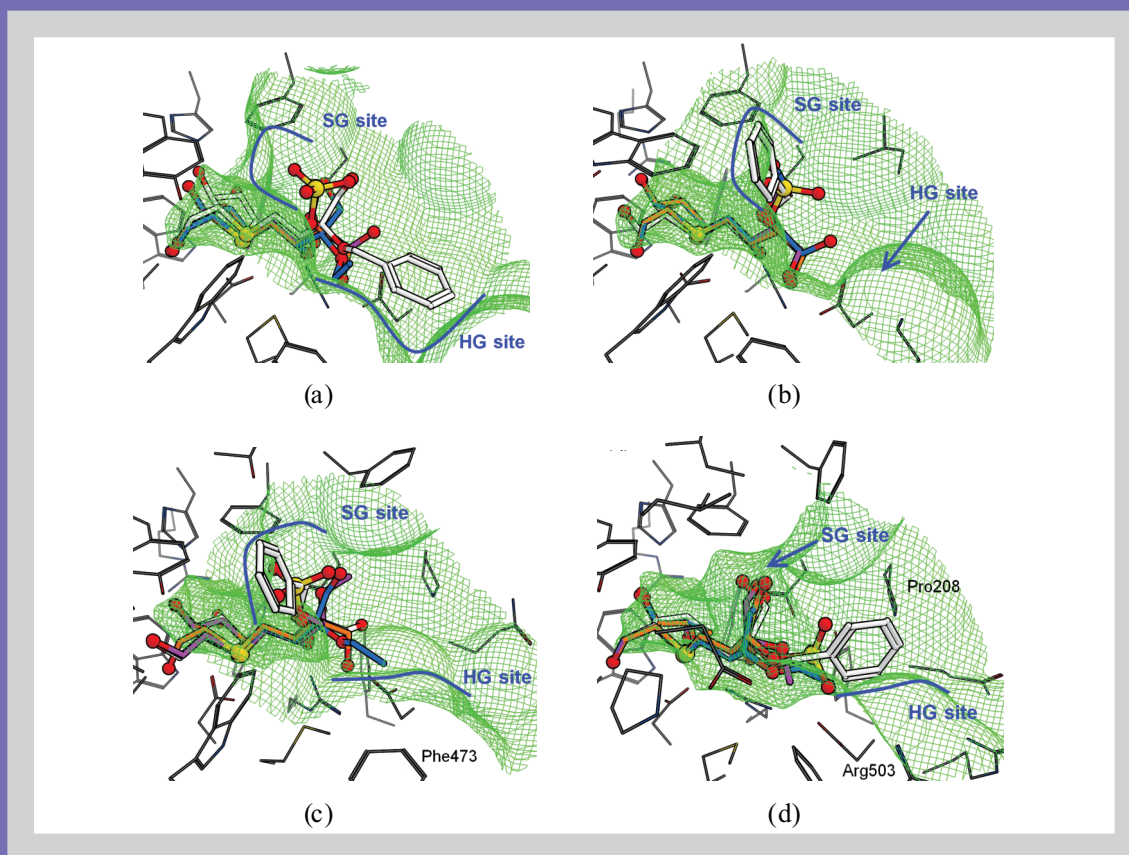 SG site
HG site
(a)
SG site
HG site
(b)
SG site
HG site
Phe473
(c)
SG site
Pro208
HG site
Arg503
(d)